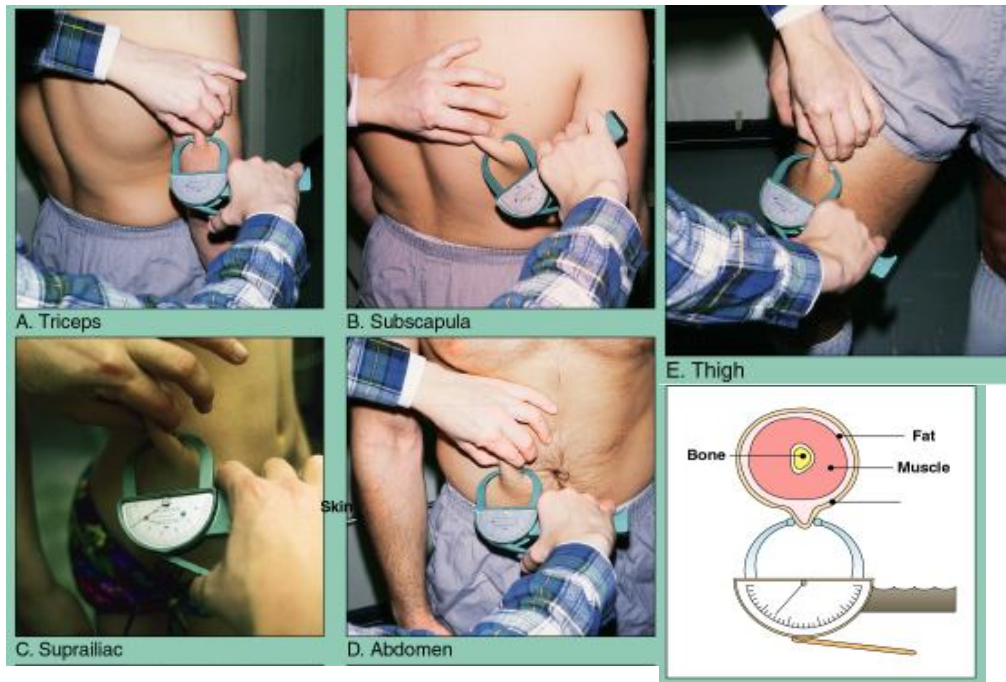 A. Triceps
B. Subscapula
E. Thigh
C. Suprailiac
Skin
D. Abdomen
Fat
Bone
Muscle